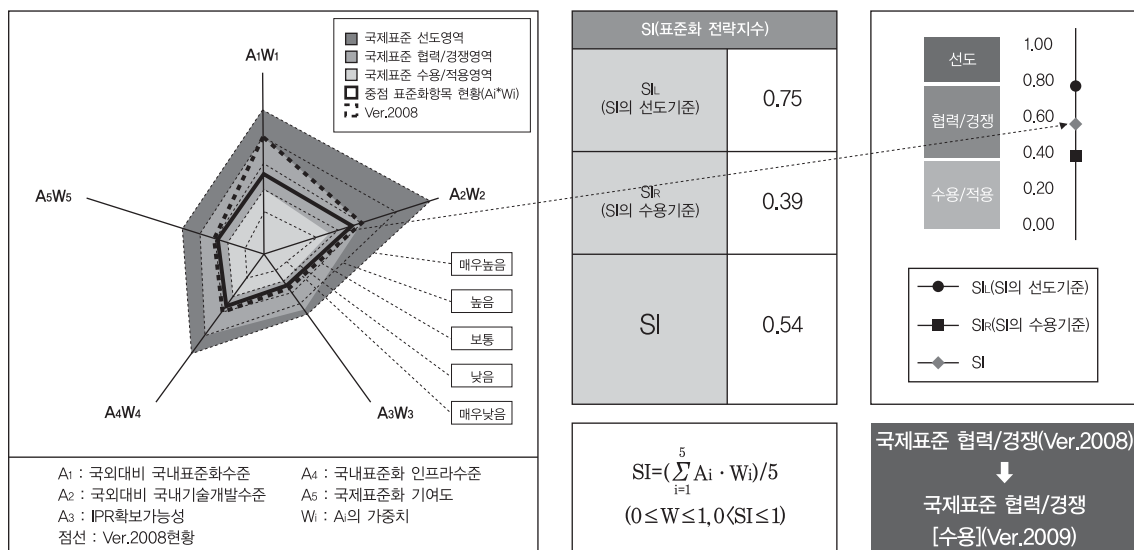 국제표준 선도영역
국제표준 협력/경쟁영역
국제표준 수용/적용영역
중점 표준화항목 현황(Ai*Wi)
Ver.2008
A1W1
A2W2
A5W5
A4W4
A3W3
매우높음
높음
보통
낮음
매우낮음
A1 : 국외대비 국내표준화수준
A2 : 국외대비 국내기술개발수준
A3 : IPR확보가능성
점선 : Ver.2008현황
A4 : 국내표준화 인프라수준
A5 : 국제표준화 기여도
Wi : Ai의 가중치
SI(표준화 전략지수)
SIL
(SI의 선도기준)
0.75
SIR
(SI의 수용기준)
0.39
SI
0.54
SI=(∑Ai · Wi)/5
5
i=1
(0≤W≤1, 0<SI≤1)
선도
협력/경쟁
수용/적용
1.00
0.80
0.60
0.40
0.20
0.00
SIL(SI의 선도기준)
SIR(SI의 수용기준)
SI
국제표준 협력/경쟁(Ver.2008)
국제표준 협력/경쟁
[수용](Ver.2009)